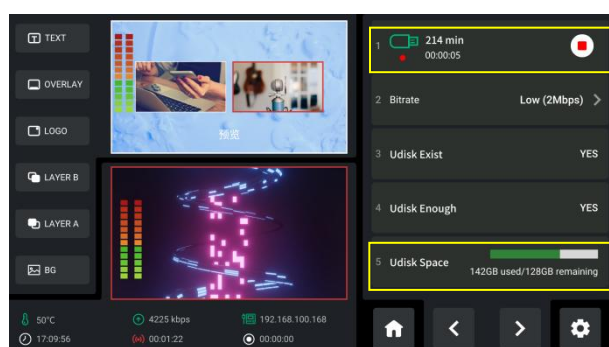 TEXT
OVERLAY
LOGO
LAYER B
LAYER A
BG
预览
1 214 min
00:00:05
2 Bitrate Low (2Mbps) >
3 Udisk Exist YES
4 Udisk Enough YES
5 Udisk Space
142GB used/128GB remaining
50°C 4225 kbps 192.168.100.168
17:09:56 00:01:22 00:00:00